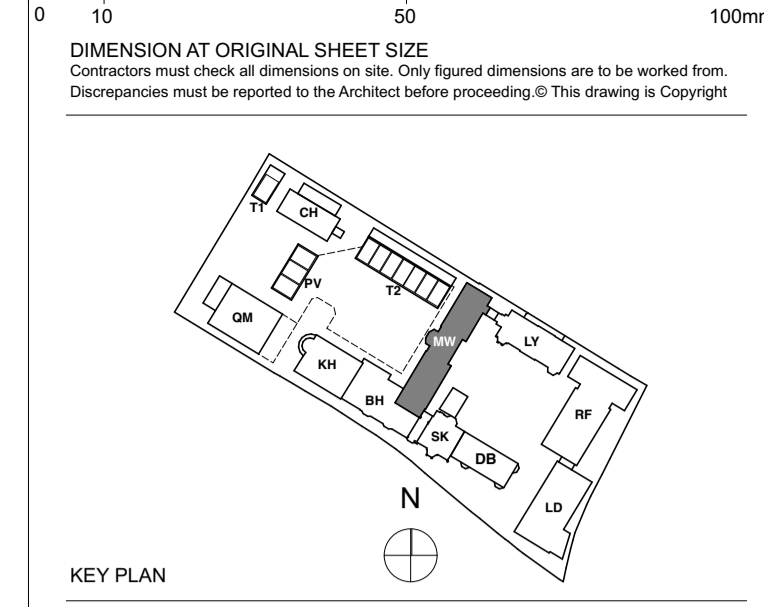 0 10 50 100mm
DIMENSION AT ORIGINAL SHEET SIZE
Contractors must check all dimensions on site. Only figured dimensions are to be worked from.
Discrepancies must be reported to the Architect before proceeding.© This drawing is Copyright
T1
CH
PV
T2
QM
MW
LY
KH
BH
RF
SK
DB
LD
N
KEY PLAN